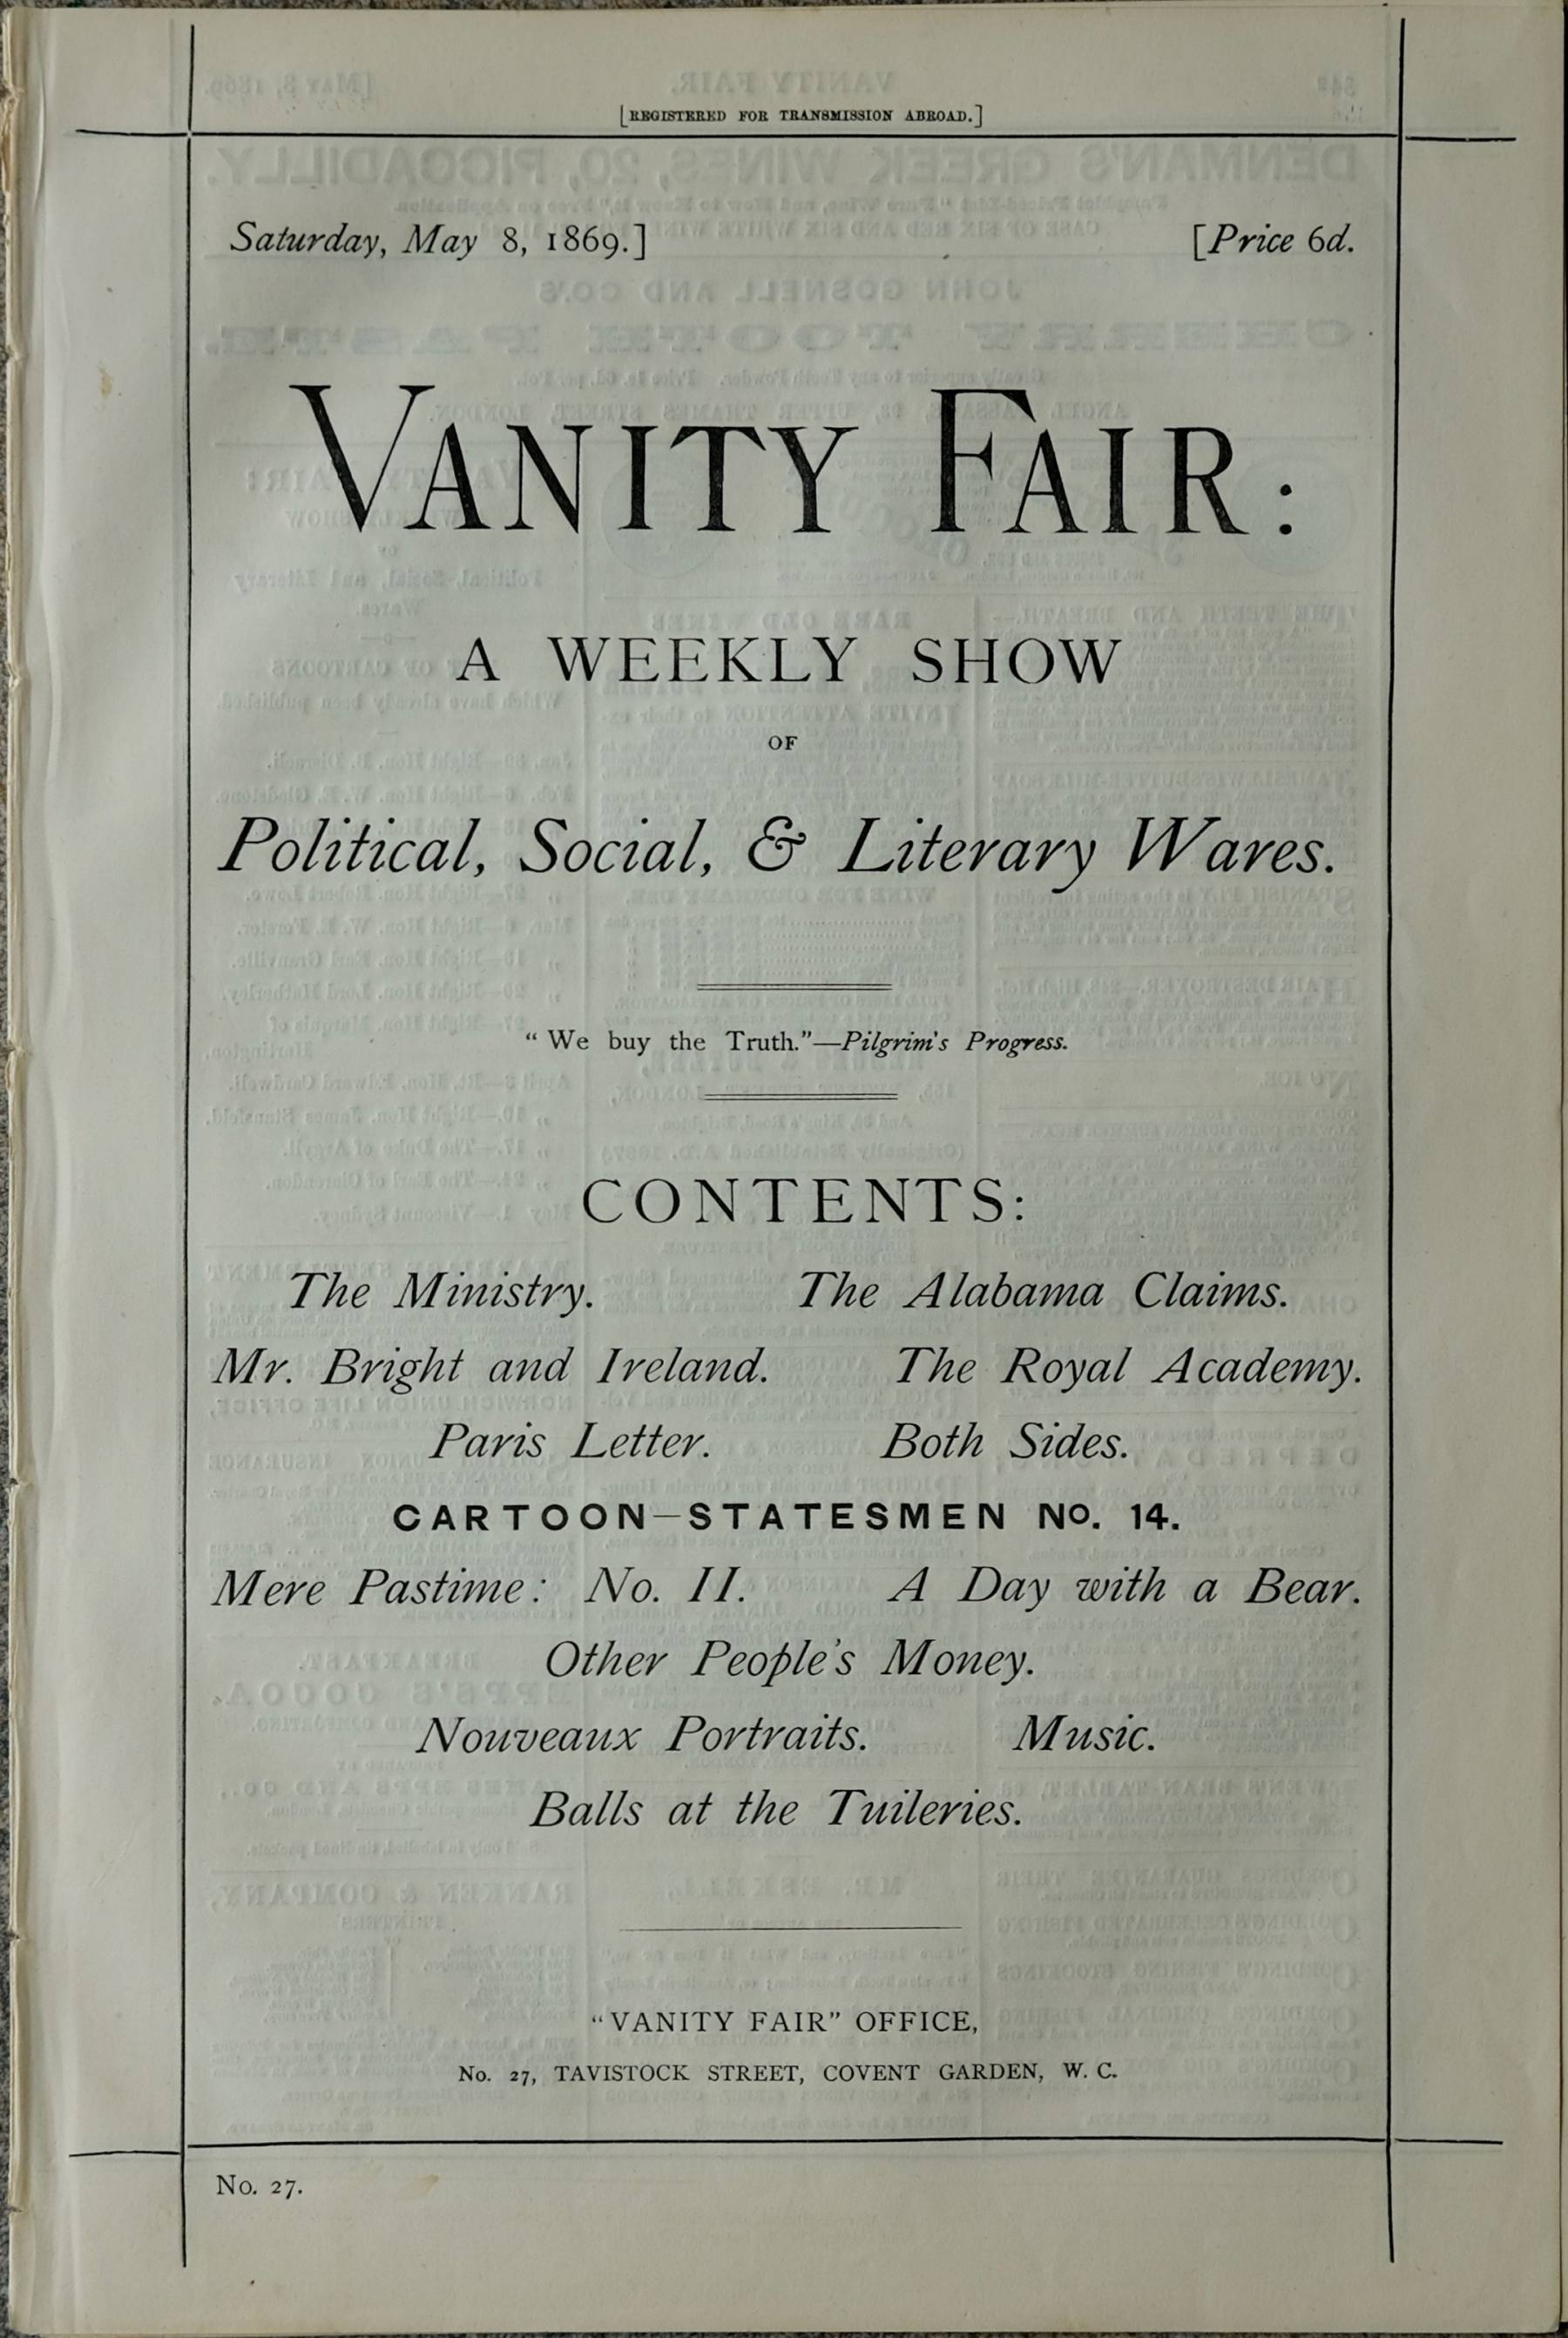 [REGISTERED FOR TRANSMISSION ABROAD.]
Saturday, May 8, 1869.] [Price 6d.
VANITY FAIR:
A WEEKLY SHOW
OF
Political, Social, & Literary Wares.
“We buy the Truth.”—Pilgrim's Progress.
CONTENTS:
The Ministry. The Alabama Claims.
Mr. Bright and Ireland. The Royal Academy.
Paris Letter. Both Sides.
CARTOON—STATESMEN No. 14.
Mere Pastime: No. II. A Day with a Bear.
Other People's Money.
Nouveaux Portraits. Music.
Balls at the Tuileries.
“VANITY FAIR” OFFICE,
No. 27, TAVISTOCK STREET, COVENT GARDEN, W. C.
No. 27.